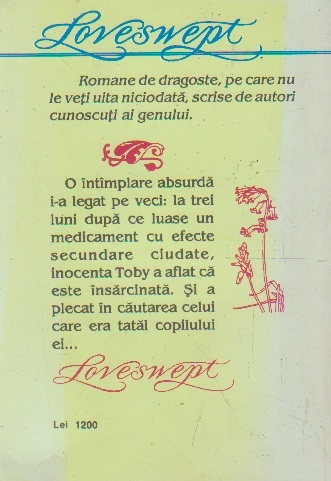 Loveswept
Romane de dragoste, pe care nu
le veți uita niciodată, scrise de autori
cunoscuți ai genului.
O întîmplare absurdă
i-a legat pe veci: la trei
luni după ce luase un
medicament cu efecte
secundare ciudate,
inocenta Toby a aflat că
este însărcinată. Și a
plecat în căutarea celui
care era tatăl copilului
ei...
Loveswept
Lei 1200